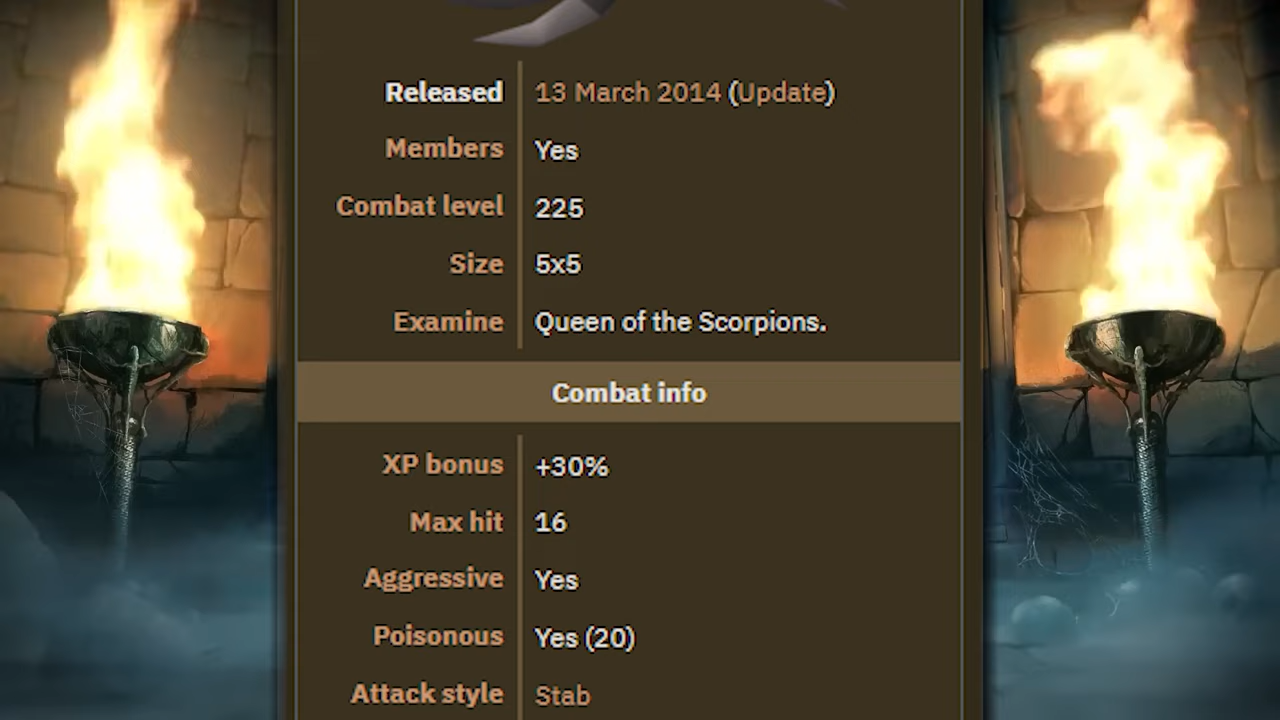 Released 13 March 2014 (Update)
Members Yes
Combat level 225
Size 5x5
Examine Queen of the Scorpions.
Combat info
XP bonus +30%
Max hit 16
Aggressive Yes
Poisonous Yes (20)
Attack style Stab